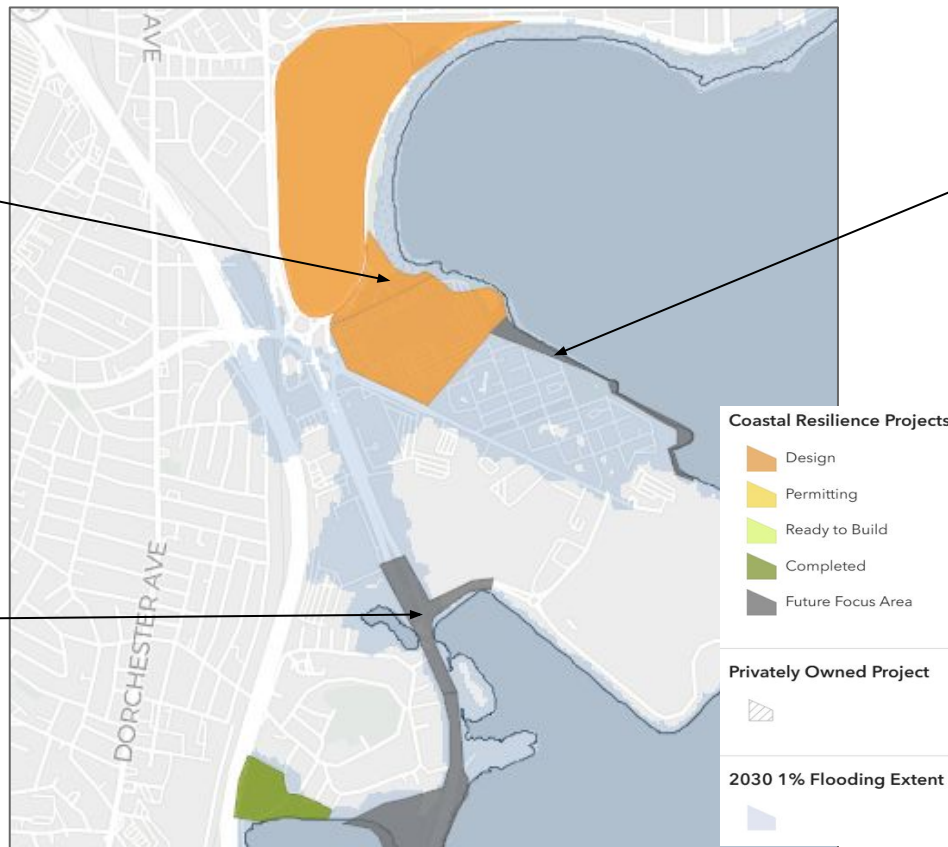 AVE
DORCHESTER AVE
Coastal Resilience Projects
Design
Permitting
Ready to Build
Completed
Future Focus Area
Privately Owned Project
2030 1% Flooding Extent